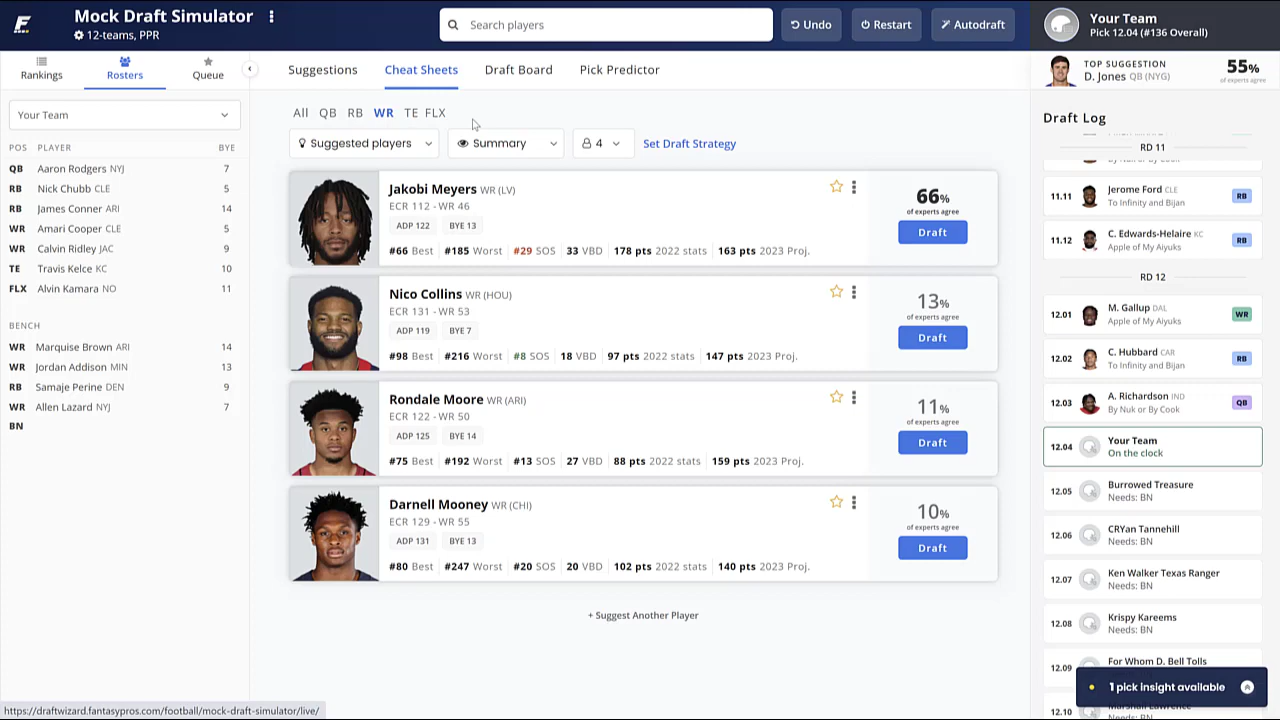 Mock Draft Simulator
12-teams, PPR
Search players
Undo
Restart
Autodraft
Your Team
Pick 12.04 (#136 Overall)
Rankings
Rosters
Queue
Suggestions
Cheat Sheets
Draft Board
Pick Predictor
TOP SUGGESTION
D. Jones QB (NYG)
55%
of experts agree
Your Team
All QB RB WR TE FLX
Suggested players
Summary
4
Set Draft Strategy
POS PLAYER BYE
QB Aaron Rodgers NYJ 7
RB Nick Chubb CLE 5
RB James Conner ARI 14
WR Amari Cooper CLE 5
WR Calvin Ridley JAC 9
TE Travis Kelce KC 10
FLX Alvin Kamara NO 11
BENCH
WR Marquise Brown ARI 14
WR Jordan Addison MIN 13
RB Samaje Perine DEN 9
WR Allen Lazard NYJ 7
BN
Jakobi Meyers WR (LV)
ECR 112 - WR 46
ADP 122 BYE 13
#66 Best #185 Worst #29 SOS 33 VBD 178 pts 2022 stats 163 pts 2023 Proj.
66%
of experts agree
Draft
Nico Collins WR (HOU)
ECR 131 - WR 53
ADP 119 BYE 7
#98 Best #216 Worst #8 SOS 18 VBD 97 pts 2022 stats 147 pts 2023 Proj.
13%
of experts agree
Draft
Rondale Moore WR (ARI)
ECR 122 - WR 50
ADP 125 BYE 14
#75 Best #192 Worst #13 SOS 27 VBD 88 pts 2022 stats 159 pts 2023 Proj.
11%
of experts agree
Draft
Darnell Mooney WR (CHI)
ECR 129 - WR 55
ADP 131 BYE 13
#80 Best #247 Worst #20 SOS 20 VBD 102 pts 2022 stats 140 pts 2023 Proj.
10%
of experts agree
Draft
+ Suggest Another Player
Draft Log
RD 11
11.11 Jerome Ford CLE RB
To Infinity and Bijan
11.12 C. Edwards-Helaire KC RB
Apple of My Aiyuks
RD 12
12.01 M. Gallup DAL WR
Apple of My Aiyuks
12.02 C. Hubbard CAR RB
To Infinity and Bijan
12.03 A. Richardson IND QB
By Nuk or By Cook
12.04 Your Team
On the clock
12.05 Burrowed Treasure
Needs: BN
12.06 CRYan Tannehill
Needs: BN
12.07 Ken Walker Texas Ranger
Needs: BN
12.08 Krispy Kareems
Needs: BN
12.09 For Whom D. Bell Tolls
1 pick insight available
12.10
https://draftwizard.fantasypros.com/football/mock-draft-simulator/live/